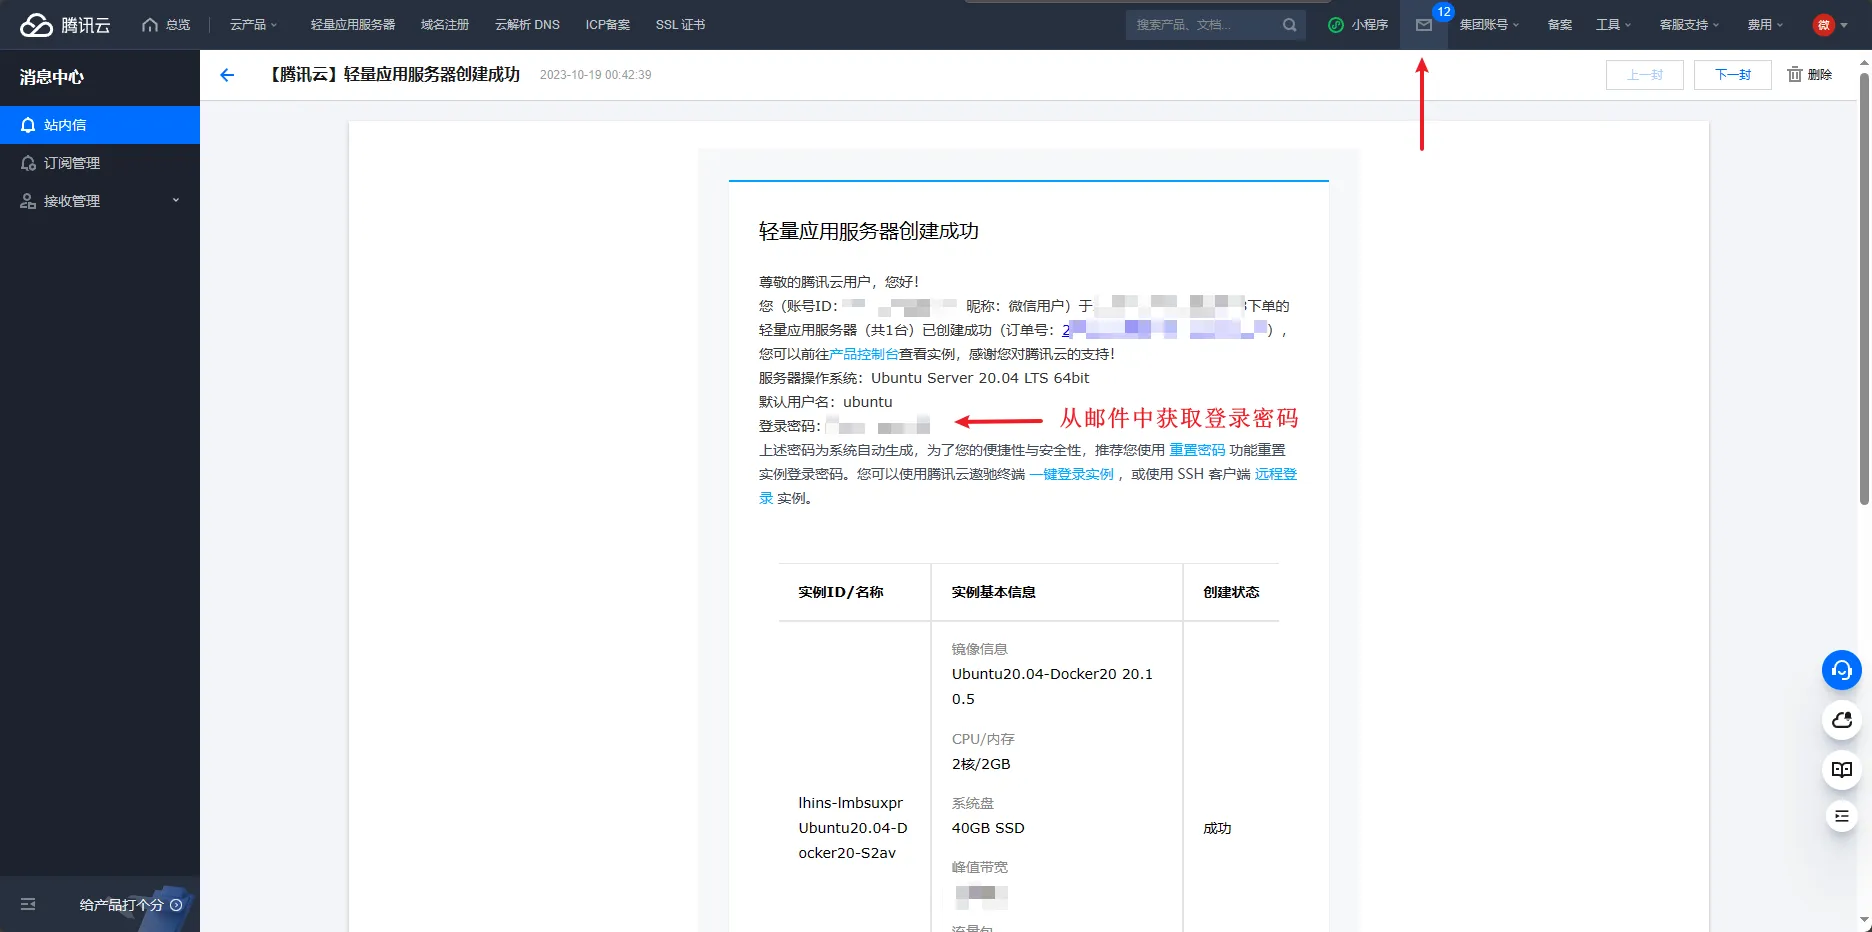 腾讯云
总览
云产品
轻量应用服务器
域名注册
云解析 DNS
ICP备案
SSL 证书
搜索产品、文档...
小程序
12
集团账号
备案
工具
客服支持
费用
微
消息中心
【腾讯云】轻量应用服务器创建成功
2023-10-19 00:42:39
上一封
下一封
删除
站内信
订阅管理
接收管理
轻量应用服务器创建成功
尊敬的腾讯云用户，您好！
您（账号ID： 昵称：微信用户）于 下单的
轻量应用服务器（共1台）已创建成功（订单号：2 ），
您可以前往产品控制台查看实例，感谢您对腾讯云的支持！
服务器操作系统：Ubuntu Server 20.04 LTS 64bit
默认用户名：ubuntu
登录密码：
从邮件中获取登录密码
上述密码为系统自动生成，为了您的便捷性与安全性，推荐您使用 重置密码 功能重置
实例登录密码。您可以使用腾讯云遨驰终端 一键登录实例 ，或使用 SSH 客户端 远程登
录 实例。
实例ID/名称
实例基本信息
创建状态
镜像信息
Ubuntu20.04-Docker20 20.1
0.5
CPU/内存
2核/2GB
系统盘
40GB SSD
峰值带宽
流量包
lhins-lmbsuxpr
Ubuntu20.04-D
ocker20-S2av
成功
给产品打个分